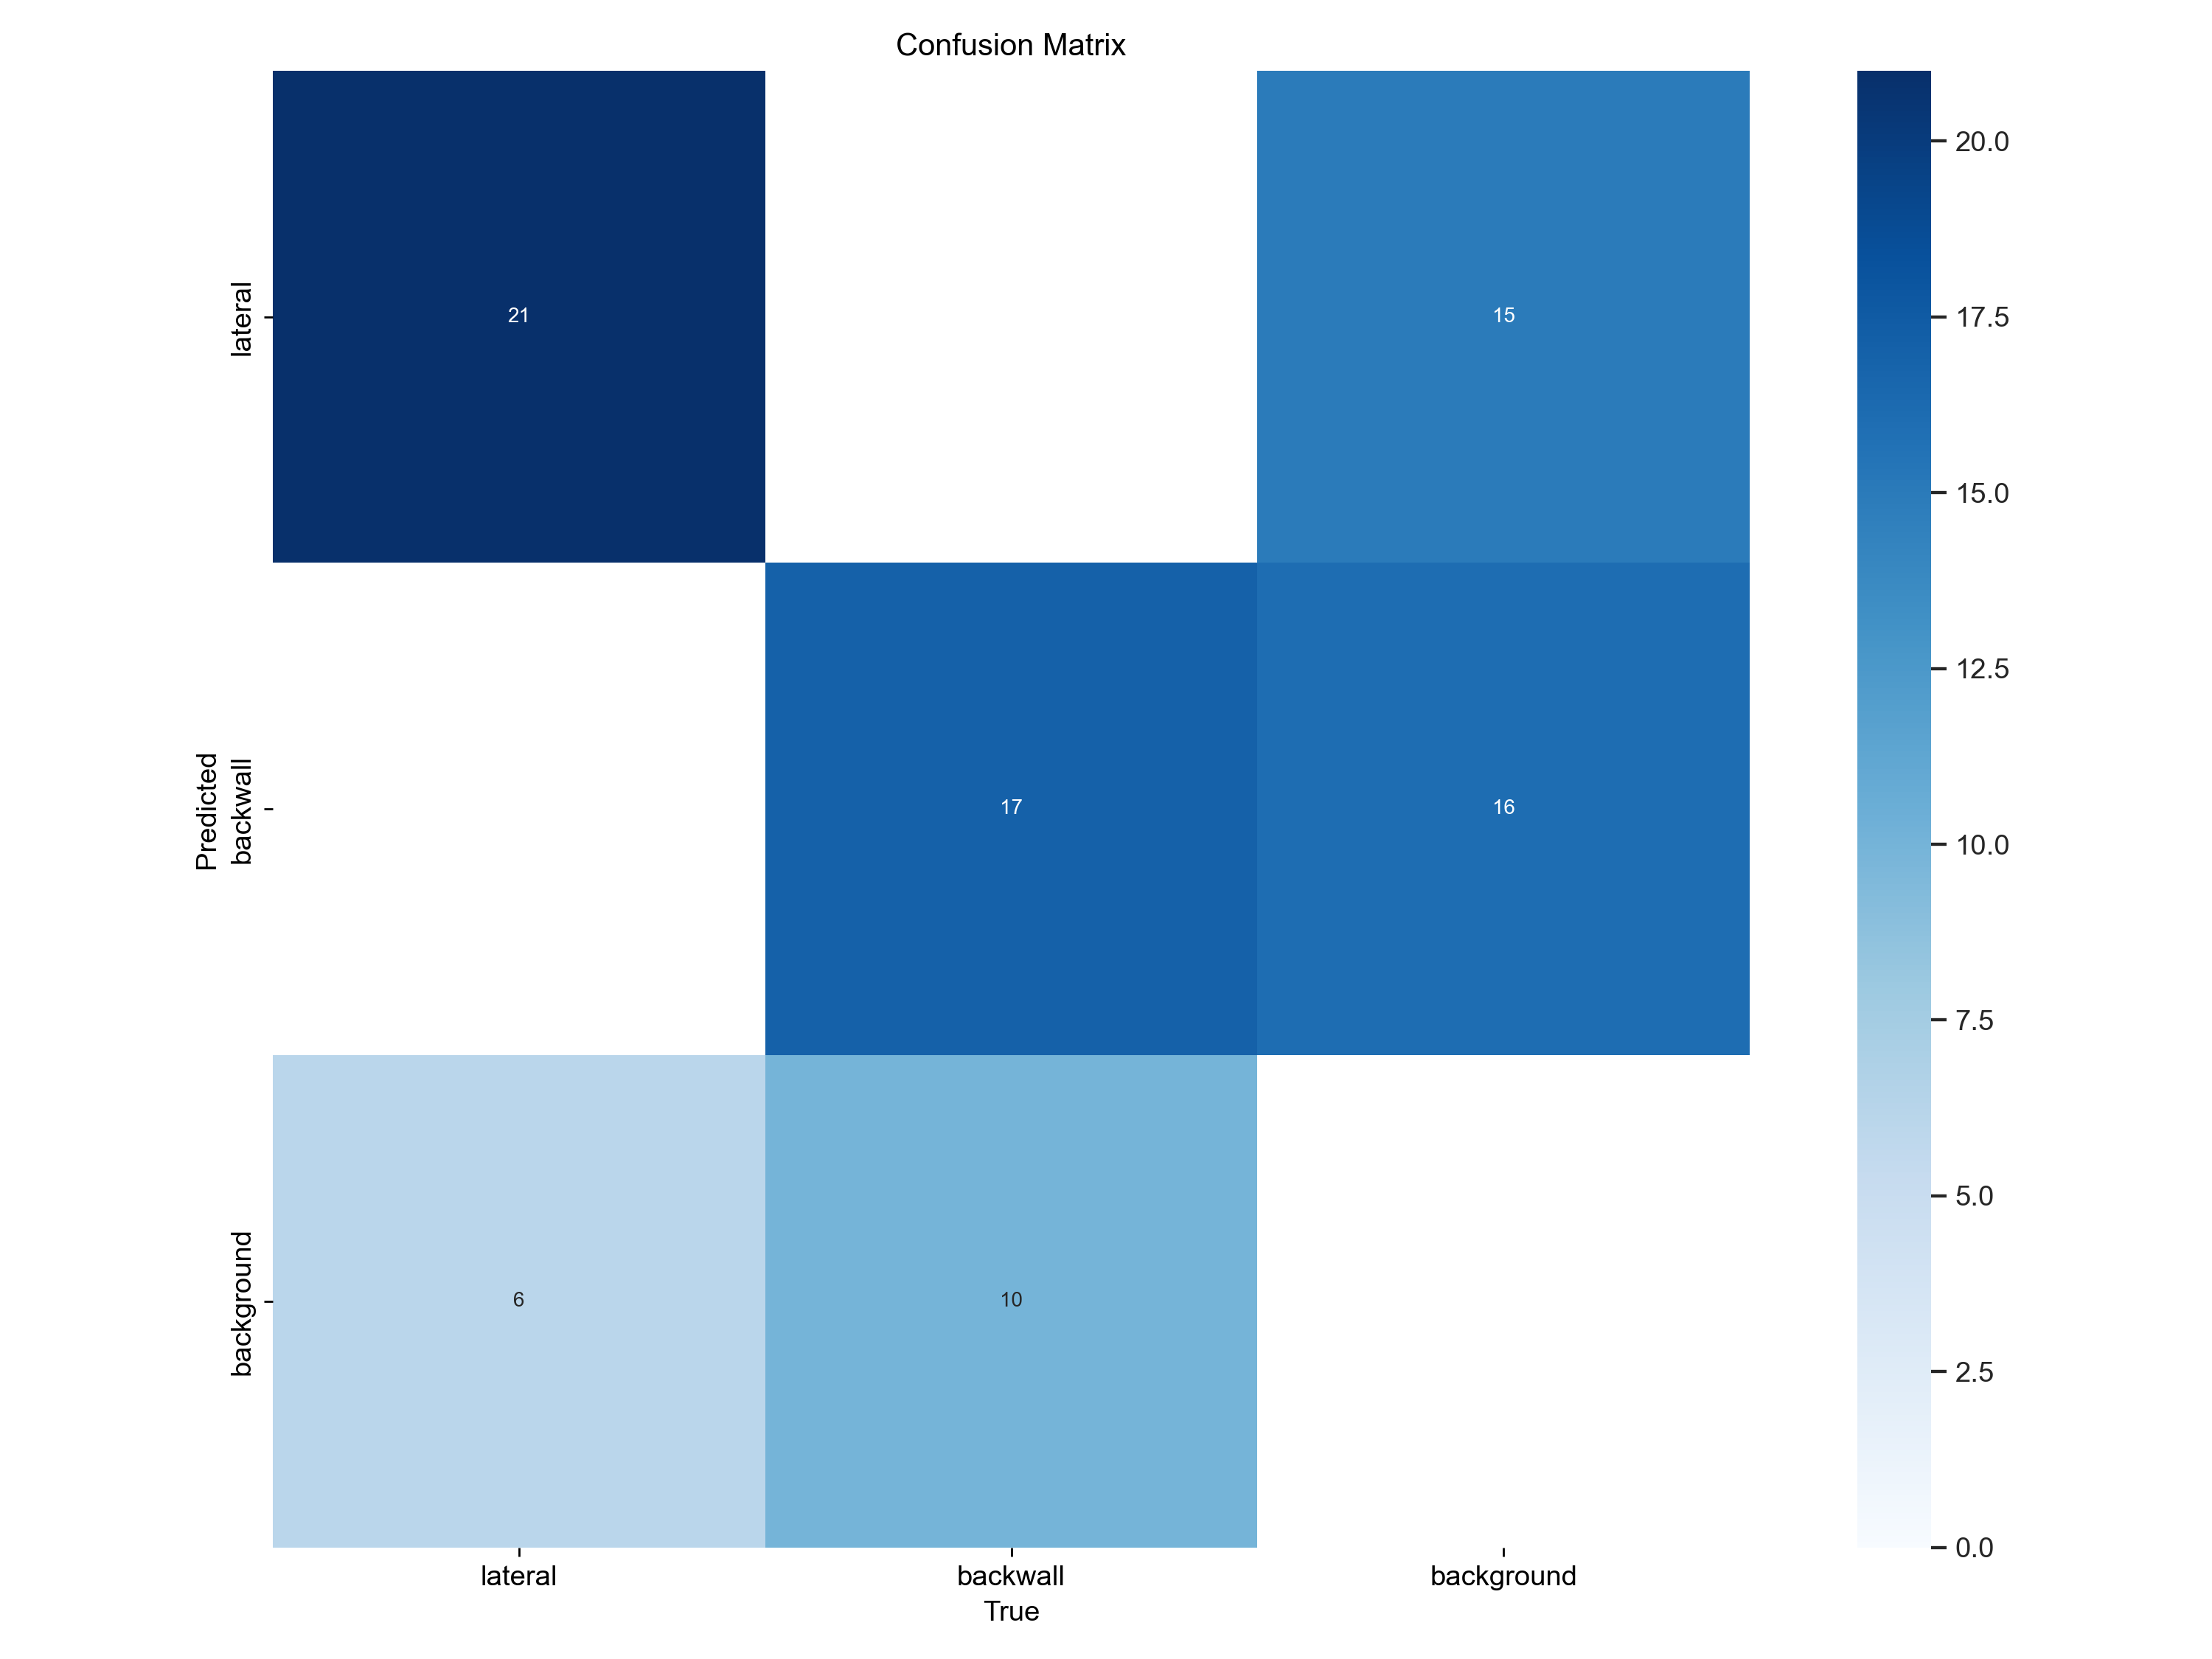 Confusion Matrix
lateral
21
15
Predicted
backwall
17
16
background
6
10
lateral
backwall
background
True
20.0
17.5
15.0
12.5
10.0
7.5
5.0
2.5
0.0